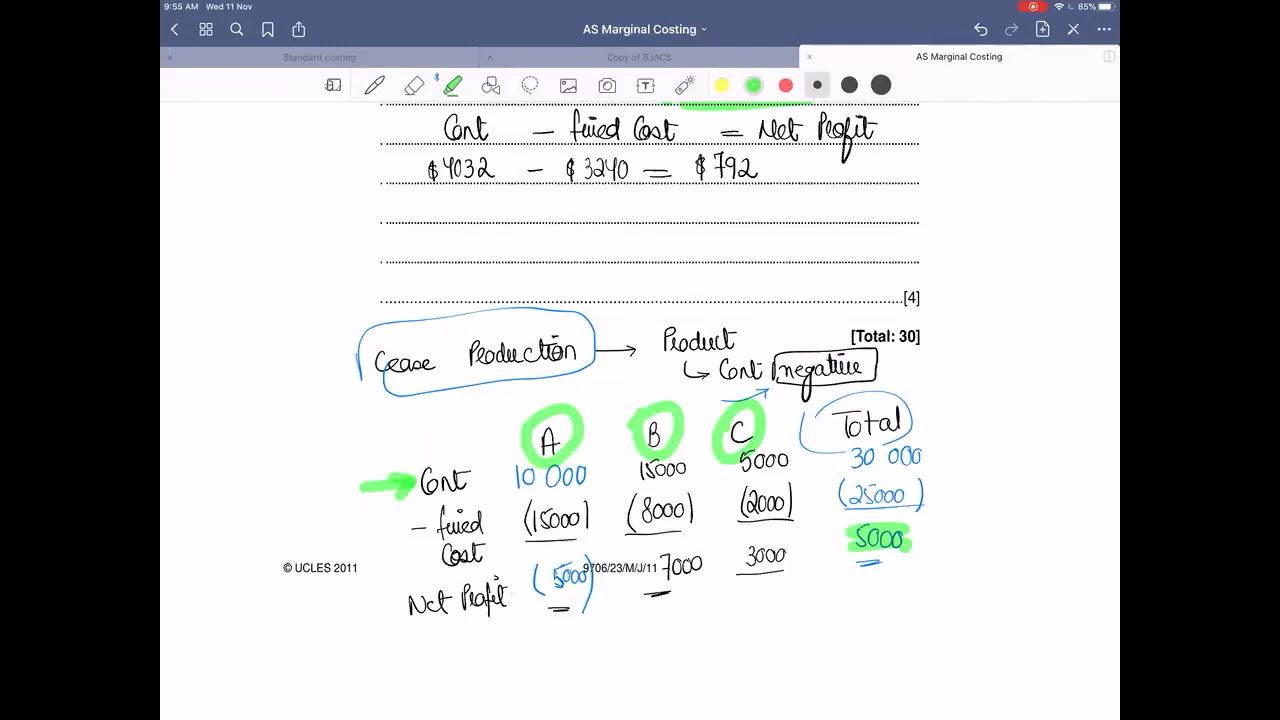 9:55 AM Wed 11 Nov
85%
AS Marginal Costing
Standard costing
Copy of BJACS
AS Marginal Costing
Cont – fixed Cost = Net Profit
$4032 – $3240 = $792
[4]
[Total: 30]
Cease Production → Product
↳ Cont negative
A B C Total
Cont 10 000 15000 5000 30 000
– fixed Cost (15000) (8000) (2000) (25000)
Net Profit (5000) 7000 3000 5000
© UCLES 2011
9706/23/M/J/11